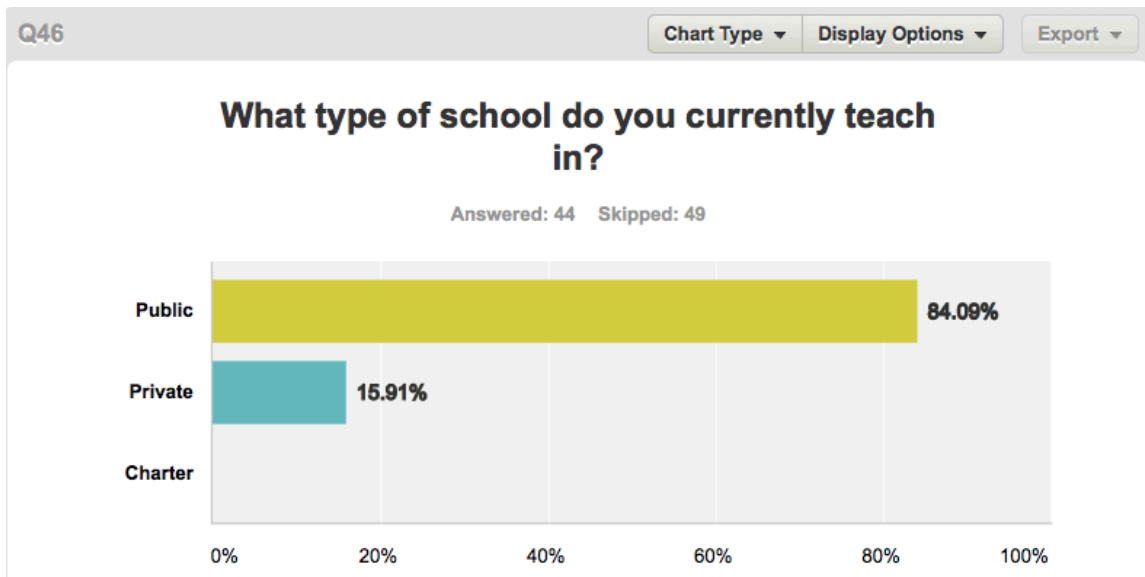 Q46
Chart Type
Display Options
Export
What type of school do you currently teach
in?
Answered: 44 Skipped: 49
Public
84.09%
Private
15.91%
Charter
0% 20% 40% 60% 80% 100%